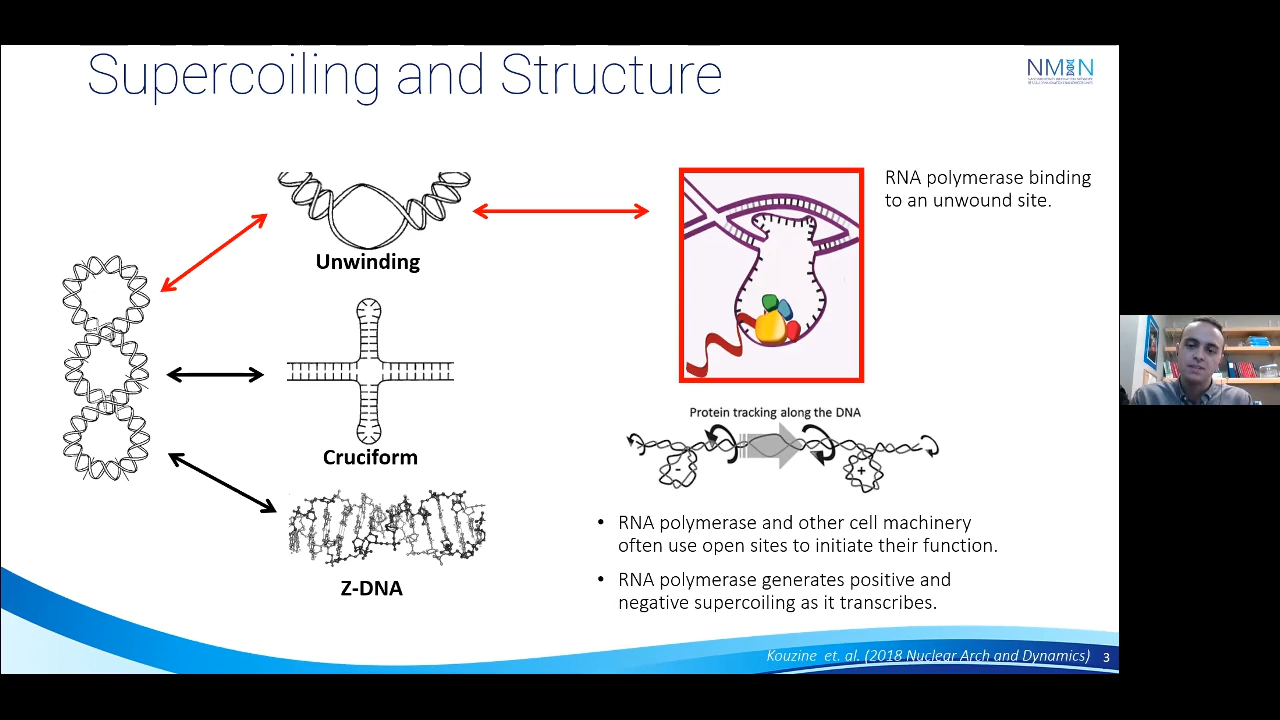 Supercoiling and Structure
NMIN
RNA polymerase binding
to an unwound site.
Unwinding
Cruciform
Z-DNA
Protein tracking along the DNA
-
+
• RNA polymerase and other cell machinery
often use open sites to initiate their function.
• RNA polymerase generates positive and
negative supercoiling as it transcribes.
Kouzine et. al. (2018 Nuclear Arch and Dynamics)
3